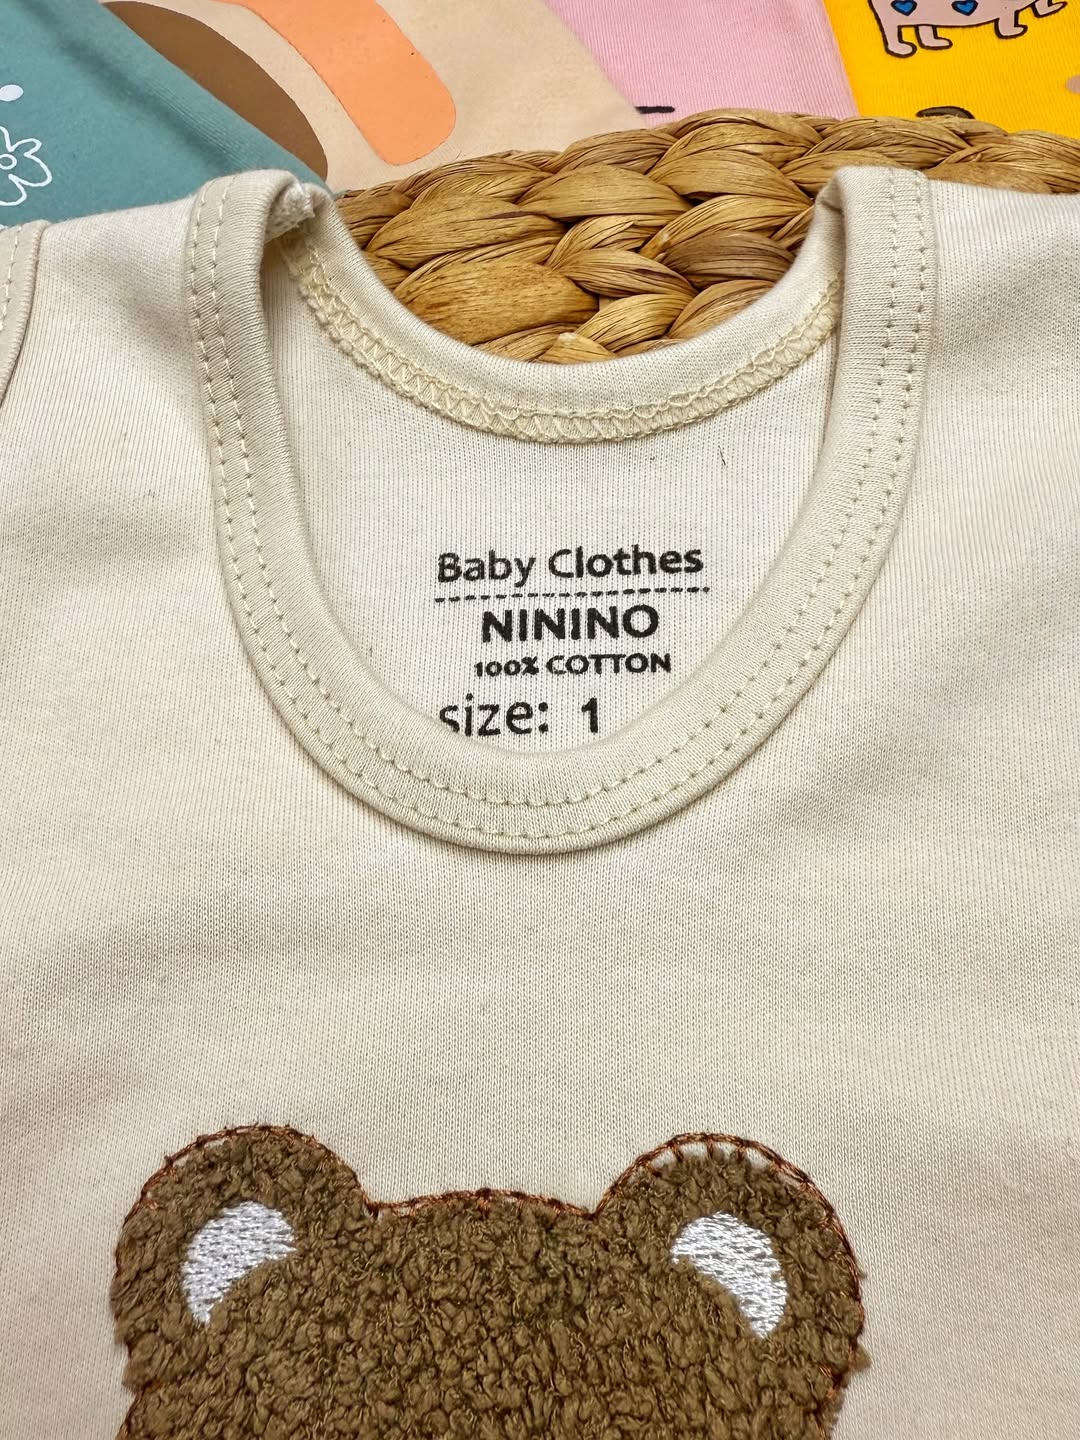 Baby Clothes
NININO
100% COTTON
size: 1